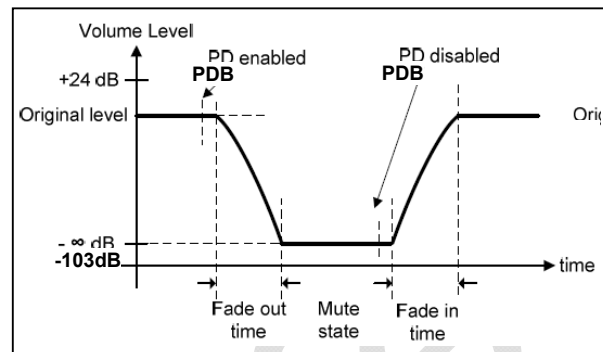 Volume Level
PD enabled
PDB
PD disabled
PDB
+24 dB
Original level
Ori
- ∞ dB
-103dB
time
Fade out
time
Mute
state
Fade in
time